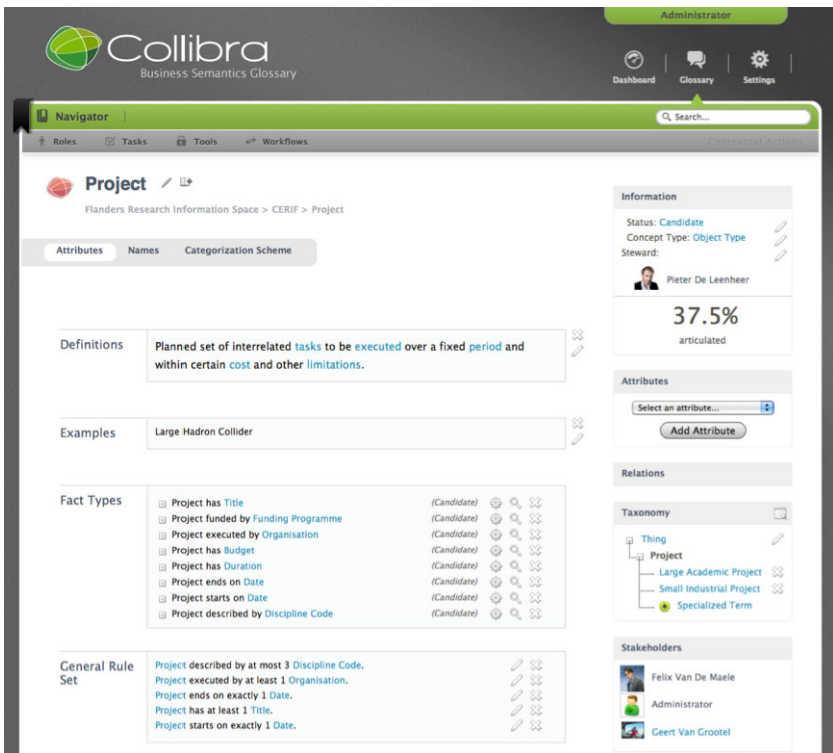 Administrator
Collibra
Business Semantics Glossary
Dashboard
Glossary
Settings
Navigator
Search...
Roles
Tasks
Tools
Workflows
Contextual Actions
Project
Flanders Research Information Space > CERIF > Project
Attributes
Names
Categorization Scheme
Definitions
Planned set of interrelated tasks to be executed over a fixed period and
within certain cost and other limitations.
Examples
Large Hadron Collider
Fact Types
Project has Title (Candidate)
Project funded by Funding Programme (Candidate)
Project executed by Organisation (Candidate)
Project has Budget (Candidate)
Project has Duration (Candidate)
Project ends on Date (Candidate)
Project starts on Date (Candidate)
Project described by Discipline Code (Candidate)
General Rule
Set
Project described by at most 3 Discipline Code.
Project executed by at least 1 Organisation.
Project ends on exactly 1 Date.
Project has at least 1 Title.
Project starts on exactly 1 Date.
Information
Status: Candidate
Concept Type: Object Type
Steward:
Pieter De Leenheer
37.5%
articulated
Attributes
Select an attribute...
Add Attribute
Relations
Taxonomy
Thing
Project
Large Academic Project
Small Industrial Project
Specialized Term
Stakeholders
Felix Van De Maele
Administrator
Geert Van Grootel